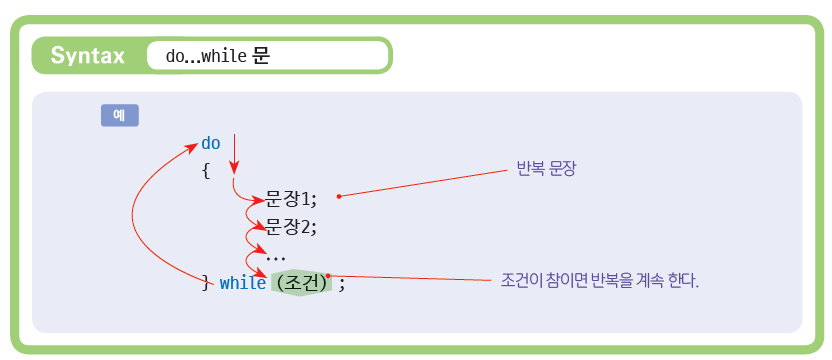 Syntax do...while 문
예
do
{
문장1; 반복 문장
문장2;
...
} while (조건) ; 조건이 참이면 반복을 계속 한다.